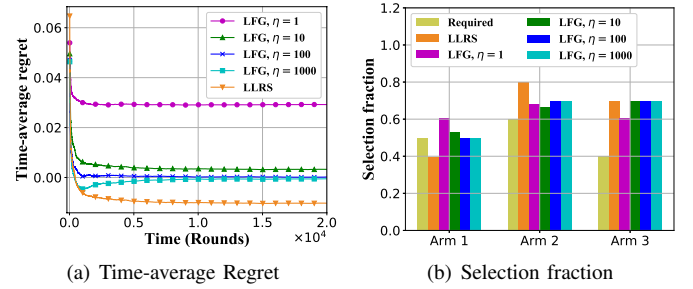 LFG, η = 1
LFG, η = 10
LFG, η = 100
LFG, η = 1000
LLRS
Time-average regret
0.06
0.04
0.02
0.00
0.0 0.5 1.0 1.5 2.0
Time (Rounds)
×10⁴
(a) Time-average Regret
Required
LLRS
LFG, η = 1
LFG, η = 10
LFG, η = 100
LFG, η = 1000
Selection fraction
1.2
1.0
0.8
0.6
0.4
0.2
0.0
Arm 1 Arm 2 Arm 3
(b) Selection fraction